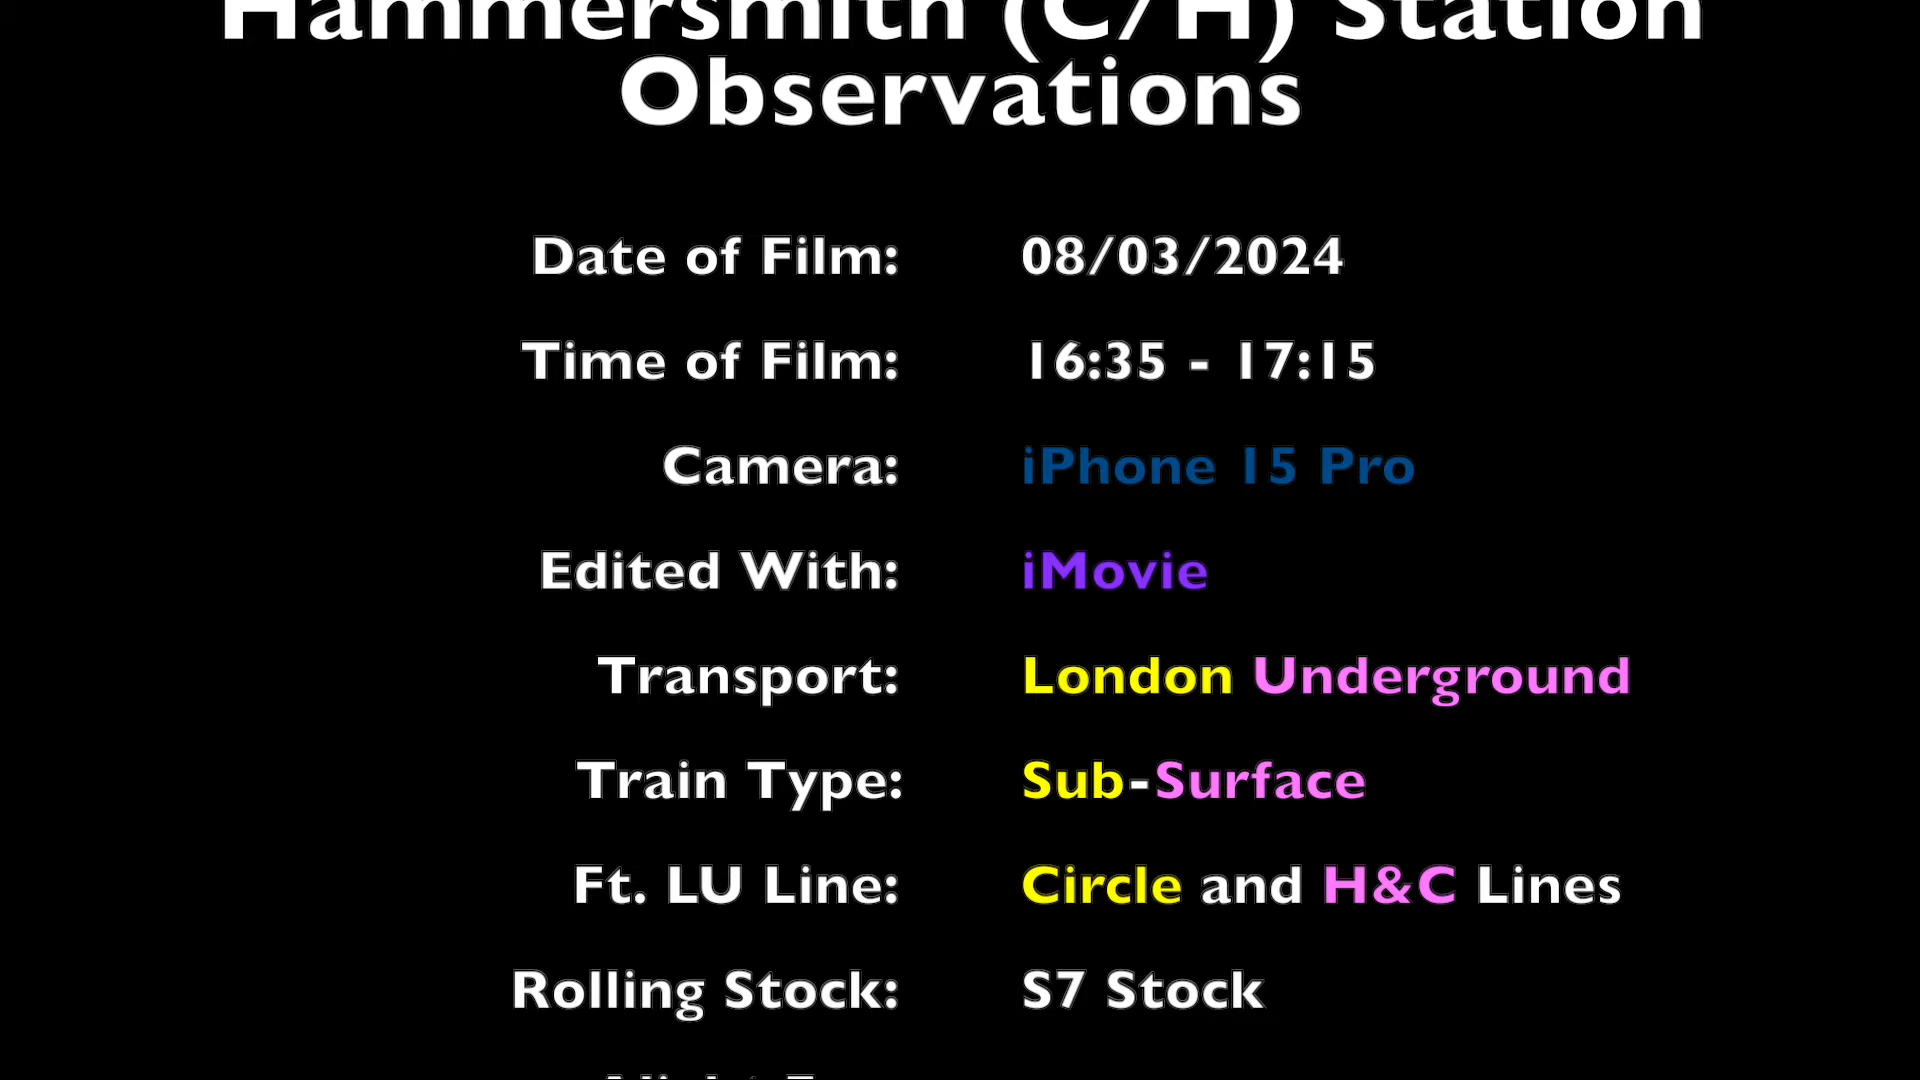 Hammersmith (C/H) Station
Observations
Date of Film: 08/03/2024
Time of Film: 16:35 - 17:15
Camera: iPhone 15 Pro
Edited With: iMovie
Transport: London Underground
Train Type: Sub-Surface
Ft. LU Line: Circle and H&C Lines
Rolling Stock: S7 Stock